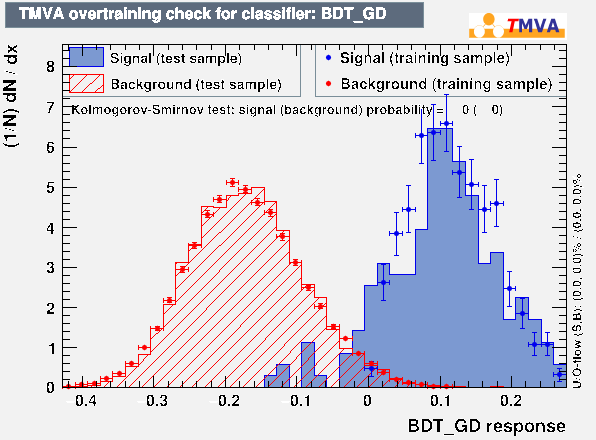 TMVA overtraining check for classifier: BDT_GD
TMVA
Signal (test sample)
Background (test sample)
Signal (training sample)
Background (training sample)
Kolmogorov-Smirnov test: signal (background) probability = 0 ( 0)
(1/N) dN / dx
8
7
6
5
4
3
2
1
0
0.4 0.3 0.2 0.1 0 0.1 0.2
BDT_GD response
U/O-flow (S,B): (0.0, 0.0)% / (0.0, 0.0)%